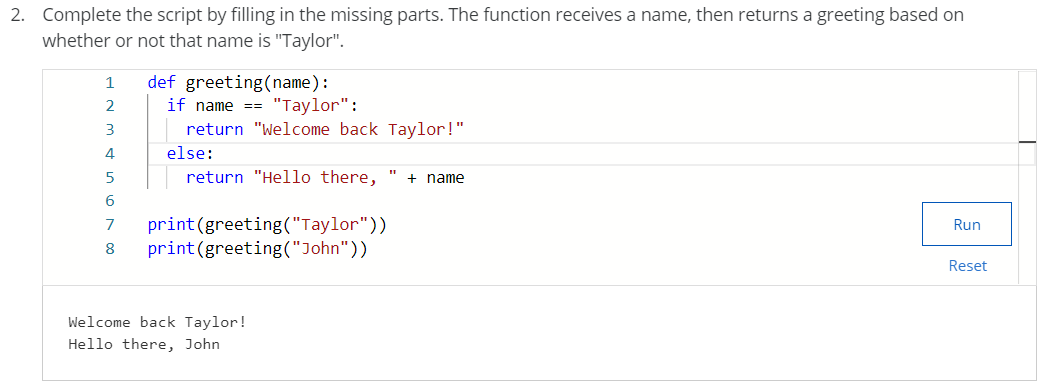 2. Complete the script by filling in the missing parts. The function receives a name, then returns a greeting based on
whether or not that name is "Taylor".
1 def greeting(name):
2 if name == "Taylor":
3 return "Welcome back Taylor!"
4 else:
5 return "Hello there, " + name
6
7 print(greeting("Taylor"))
8 print(greeting("John"))
Run
Reset
Welcome back Taylor!
Hello there, John